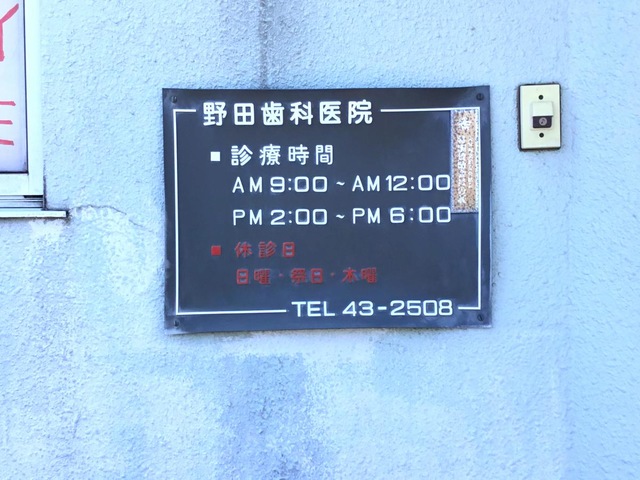 野田歯科医院
■ 診療時間
AM 9:00 ~ AM 12:00
PM 2:00 ~ PM 6:00
■ 休診日
日曜・祭日・木曜
TEL 43-2508